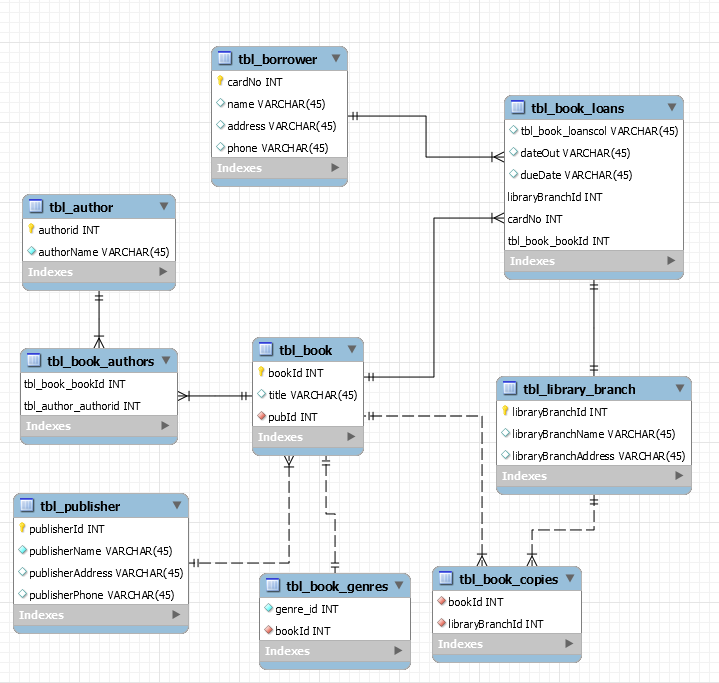 tbl_borrower
cardNo INT
name VARCHAR(45)
address VARCHAR(45)
phone VARCHAR(45)
Indexes
tbl_book_loans
tbl_book_loanscol VARCHAR(45)
dateOut VARCHAR(45)
dueDate VARCHAR(45)
libraryBranchId INT
cardNo INT
tbl_book_bookId INT
Indexes
tbl_author
authorid INT
authorName VARCHAR(45)
Indexes
tbl_book_authors
tbl_book_bookId INT
tbl_author_authorid INT
Indexes
tbl_book
bookId INT
title VARCHAR(45)
pubId INT
Indexes
tbl_library_branch
libraryBranchId INT
libraryBranchName VARCHAR(45)
libraryBranchAddress VARCHAR(45)
Indexes
tbl_publisher
publisherId INT
publisherName VARCHAR(45)
publisherAddress VARCHAR(45)
publisherPhone VARCHAR(45)
Indexes
tbl_book_genres
genre_id INT
bookId INT
Indexes
tbl_book_copies
bookId INT
libraryBranchId INT
Indexes